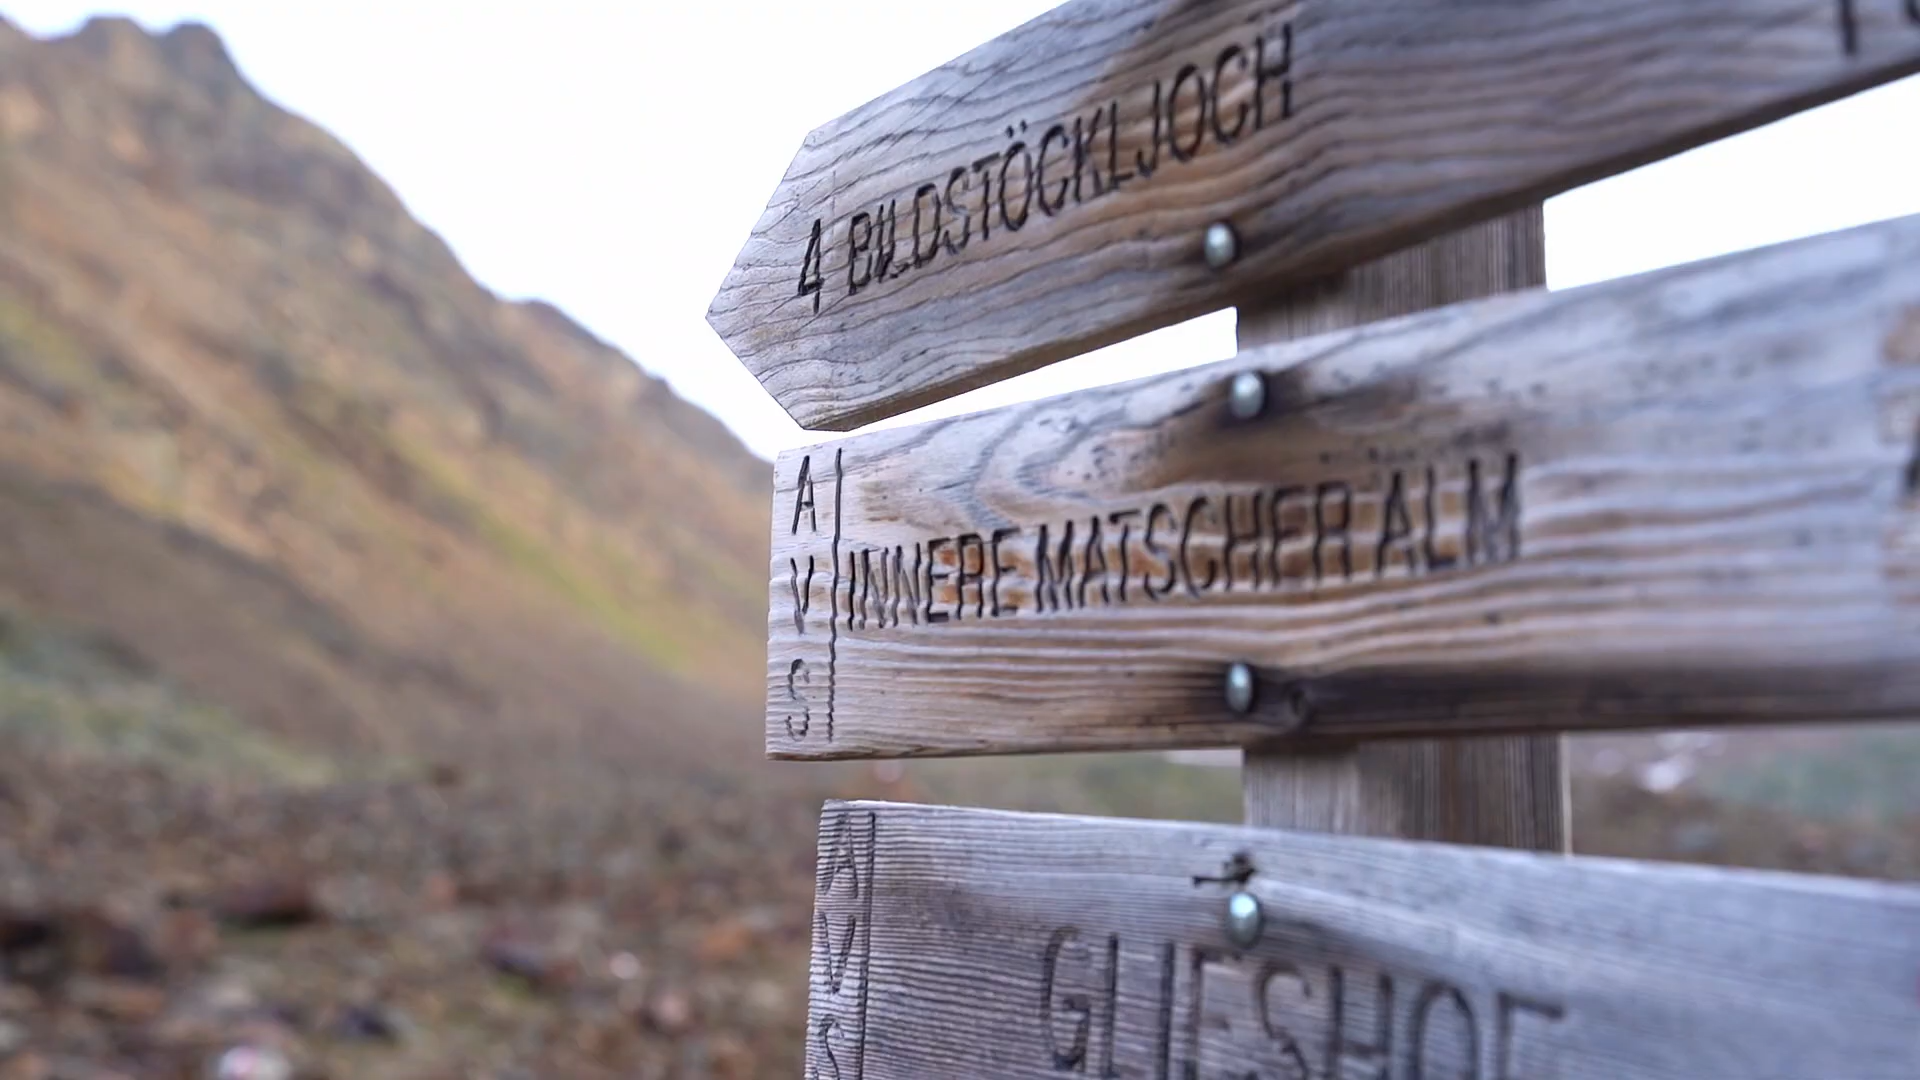 4 BILDSTÖCKLJOCH
AVS
INNERE MATSCHER ALM
AVS
GLIESHOF